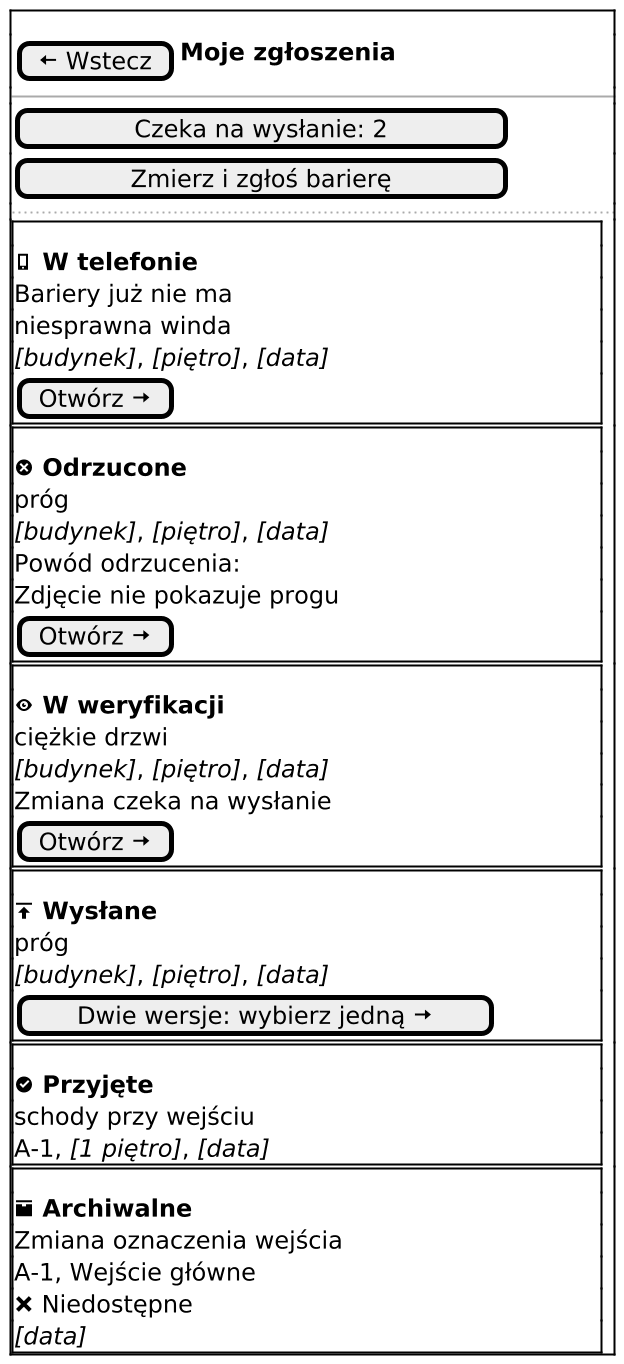 ← Wstecz Moje zgłoszenia
Czeka na wysłanie: 2
Zmierz i zgłoś barierę
W telefonie
Bariery już nie ma
niesprawna winda
[budynek], [piętro], [data]
Otwórz →
Odrzucone
próg
[budynek], [piętro], [data]
Powód odrzucenia:
Zdjęcie nie pokazuje progu
Otwórz →
W weryfikacji
ciężkie drzwi
[budynek], [piętro], [data]
Zmiana czeka na wysłanie
Otwórz →
Wysłane
próg
[budynek], [piętro], [data]
Dwie wersje: wybierz jedną →
Przyjęte
schody przy wejściu
A-1, [1 piętro], [data]
Archiwalne
Zmiana oznaczenia wejścia
A-1, Wejście główne
Niedostępne
[data]